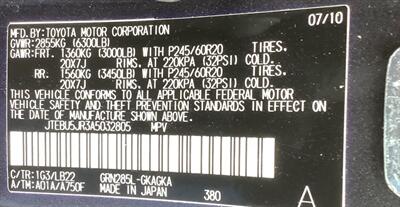 MFD.BY:TOYOTA MOTOR CORPORATION 07/10
GVWR:2855KG (6300LB)
GAWR:FRT. 1360KG (3000LB) WITH P245/60R20 TIRES.
20X7J RIMS. AT 220KPA (32PSI) COLD.
RR. 1560KG (3450LB) WITH P245/60R20 TIRES.
20X7J RIMS. AT 220KPA (32PSI) COLD.
THIS VEHICLE CONFORMS TO ALL APPLICABLE FEDERAL MOTOR
VEHICLE SAFETY STANDARDS IN EFFECT ON
THE DATE OF MANUFACTURE SHOWN ABOVE.
JTEBU5JR3A5032805 MPV
C/TR:1G3/LB22 GRN285L-GKAGKA
A/TM:A01A/A750F MADE IN JAPAN 380 A